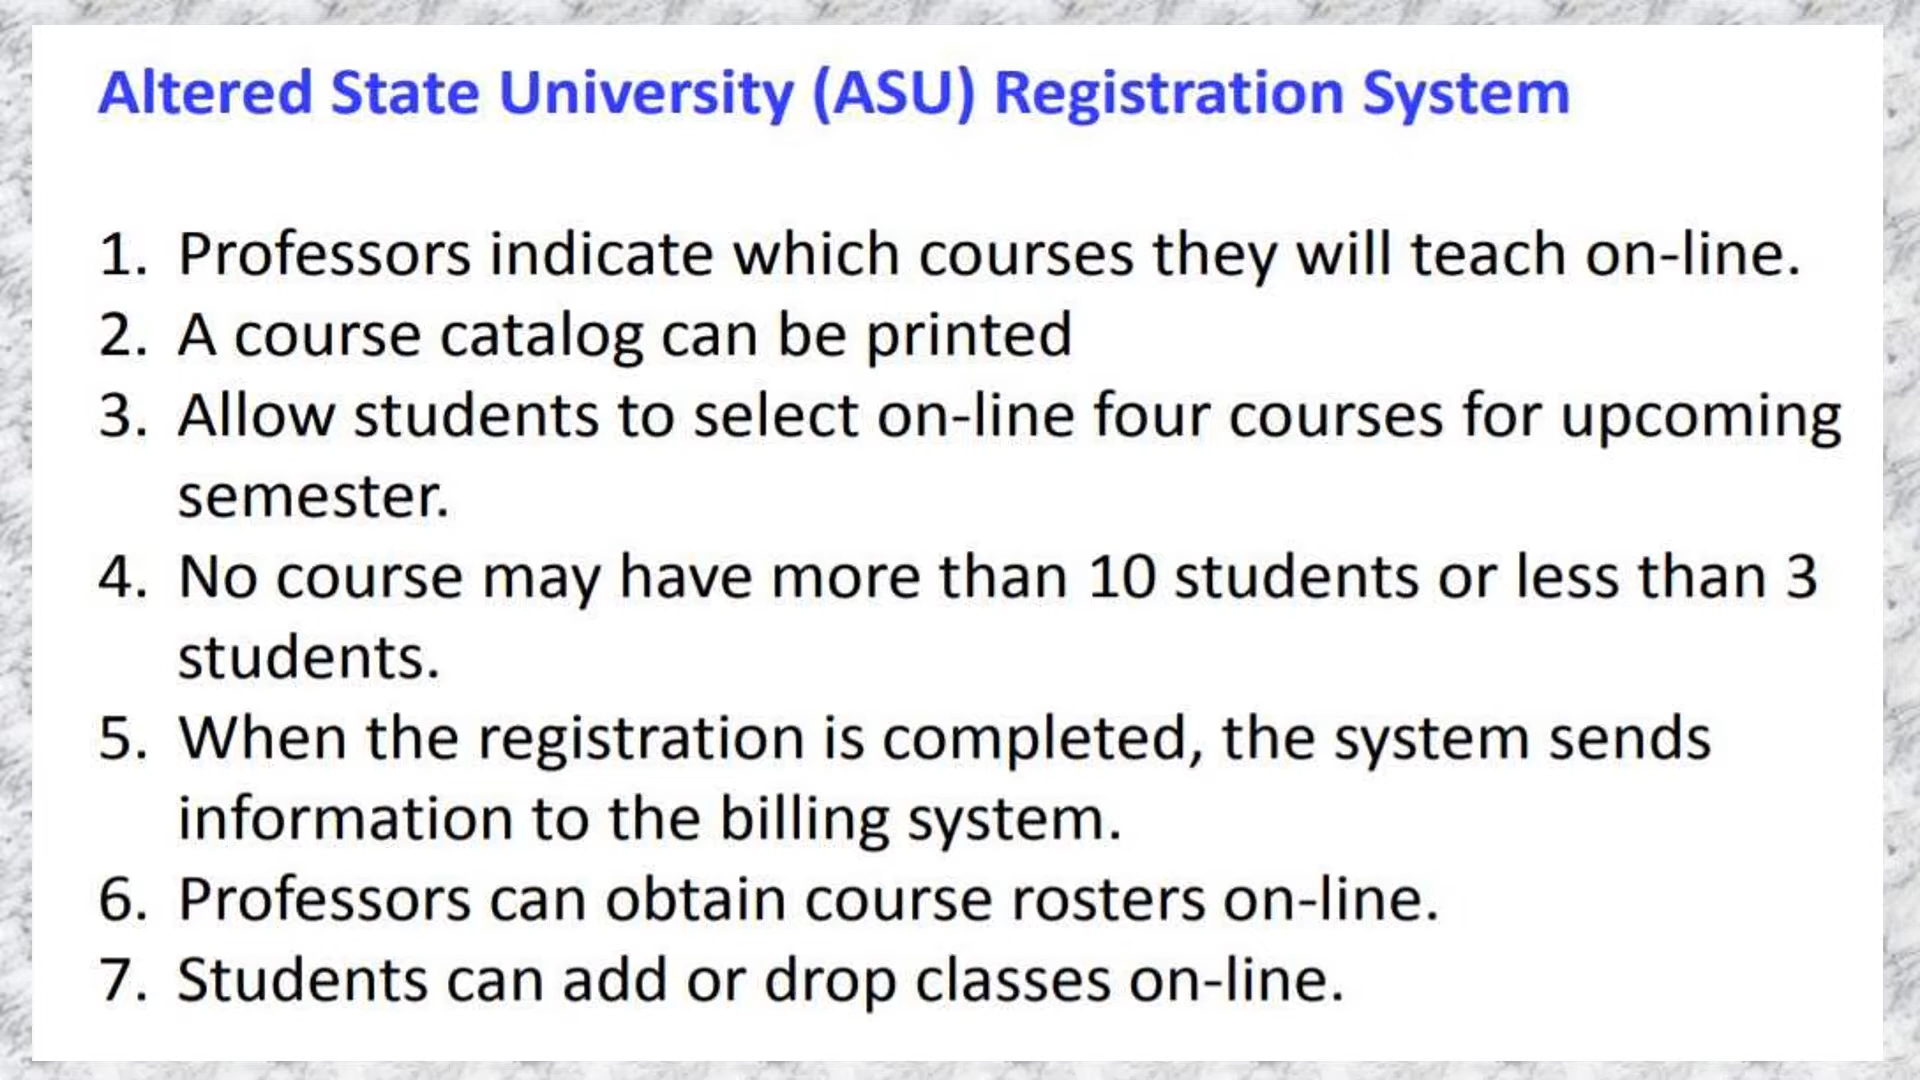 Altered State University (ASU) Registration System
1. Professors indicate which courses they will teach on-line.
2. A course catalog can be printed
3. Allow students to select on-line four courses for upcoming
semester.
4. No course may have more than 10 students or less than 3
students.
5. When the registration is completed, the system sends
information to the billing system.
6. Professors can obtain course rosters on-line.
7. Students can add or drop classes on-line.